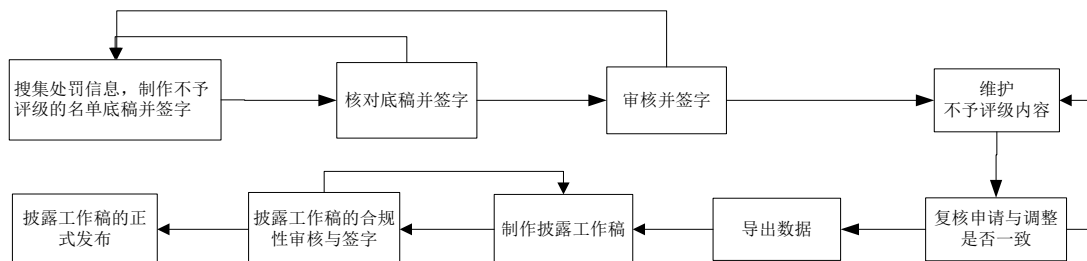 搜集处罚信息，制作不予
评级的名单底稿并签字
核对底稿并签字
审核并签字
维护
不予评级内容
披露工作稿的正
式发布
披露工作稿的合规
性审核与签字
制作披露工作稿
导出数据
复核申请与调整
是否一致